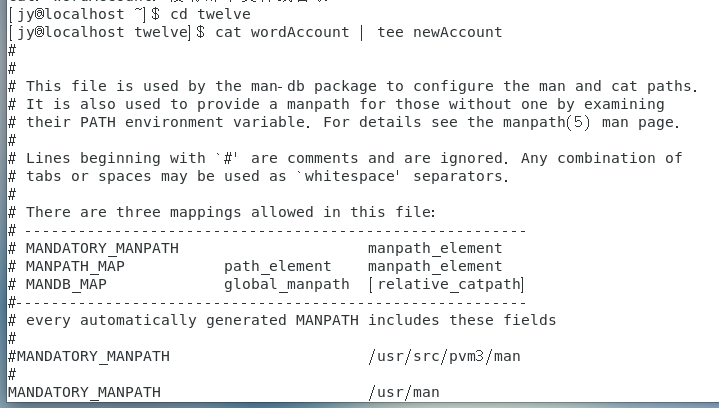 [jy@localhost ~]$ cd twelve
[jy@localhost twelve]$ cat wordAccount | tee newAccount
#
#
# This file is used by the man-db package to configure the man and cat paths.
# It is also used to provide a manpath for those without one by examining
# their PATH environment variable. For details see the manpath(5) man page.
#
# Lines beginning with `#' are comments and are ignored. Any combination of
# tabs or spaces may be used as `whitespace' separators.
#
# There are three mappings allowed in this file:
# --------------------------------------------------------
# MANDATORY_MANPATH                     manpath_element
# MANPATH_MAP           path_element    manpath_element
# MANDB_MAP             global_manpath  [relative_catpath]
#---------------------------------------------------------
# every automatically generated MANPATH includes these fields
#
#MANDATORY_MANPATH                      /usr/src/pvm3/man
#
MANDATORY_MANPATH                       /usr/man